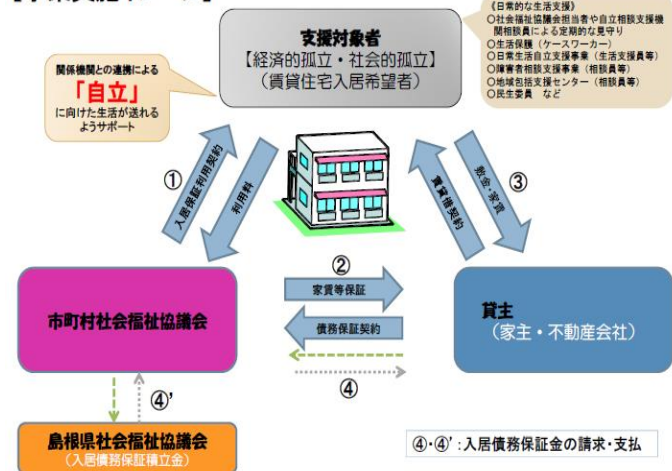 《日常的な生活支援》
○社会福祉協議会担当者や自立相談支援機
関相談員による定期的な見守り
○生活保護（ケースワーカー）
○日常生活自立支援事業（生活支援員等）
○障害者相談支援事業（相談員等）
○地域包括支援センター（相談員等）
○民生委員　など
支援対象者
【経済的孤立・社会的孤立】
（賃貸住宅入居希望者）
関係機関との連携による
「自立」
に向けた生活が送れる
ようサポート
①
入居保証利用契約
利用料
賃貸借契約
敷金・家賃
③
②
家賃等保証
債務保証契約
④
市町村社会福祉協議会
貸主
（家主・不動産会社）
④’
島根県社会福祉協議会
（入居債務保証積立金）
④・④’：入居債務保証金の請求・支払